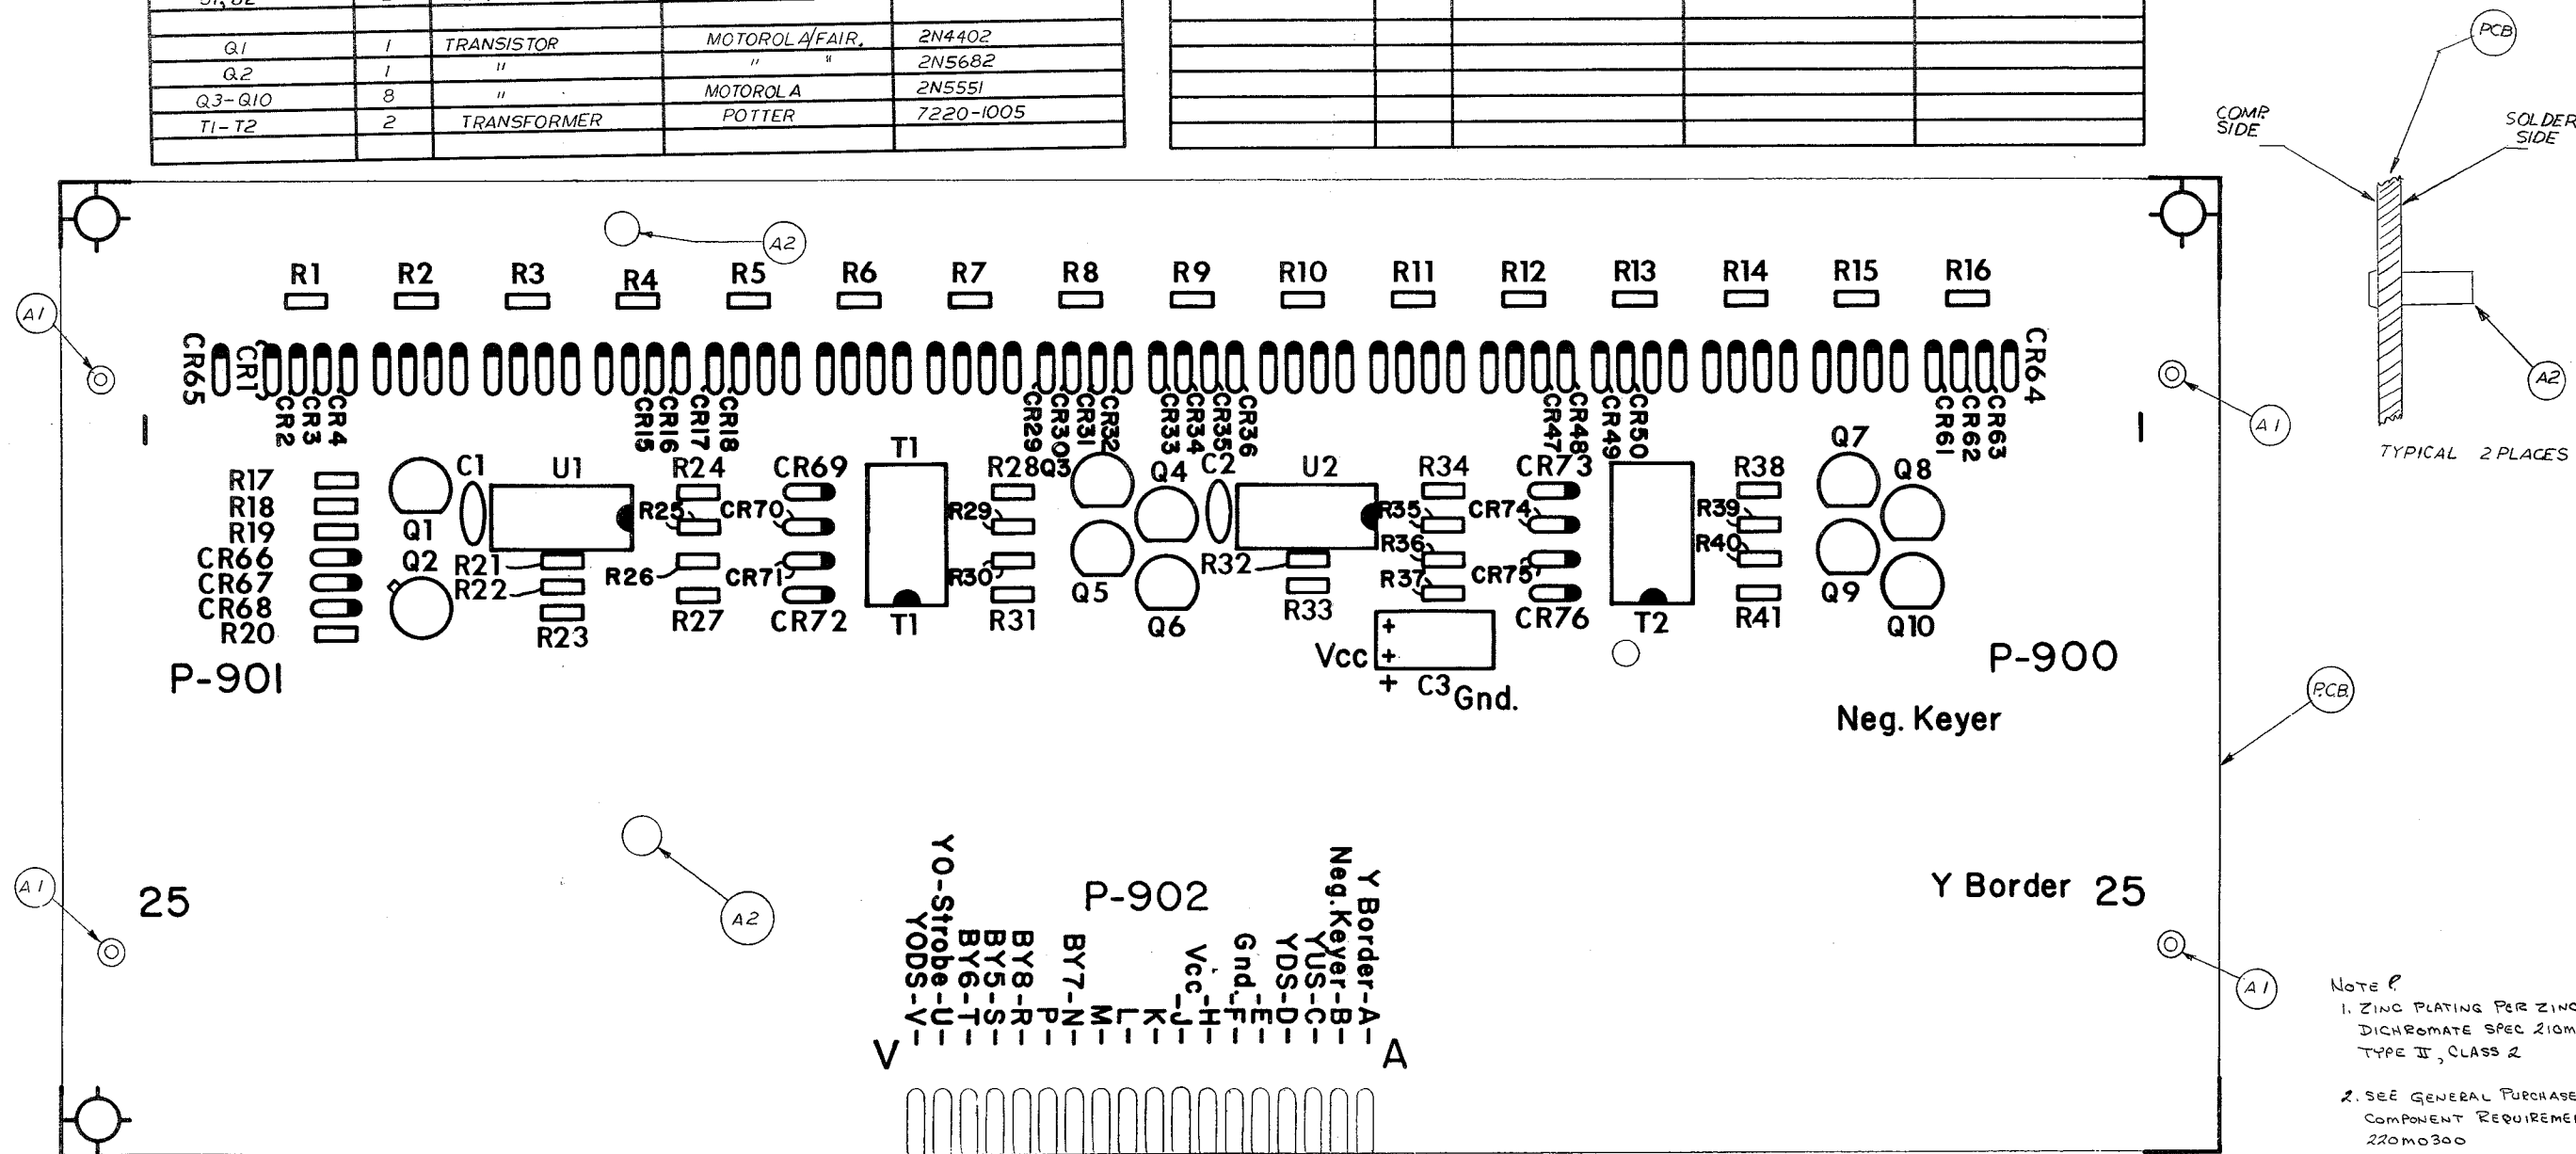 Q1 1 TRANSISTOR MOTOROLA/FAIR. 2N4402
Q2 1 " " " 2N5682
Q3-Q10 8 " MOTOROLA 2N5551
T1-T2 2 TRANSFORMER POTTER 7220-1005
PCB
COMP. SIDE
SOLDER SIDE
A2
TYPICAL 2 PLACES
A2
R1 R2 R3 R4 R5 R6 R7 R8 R9 R10 R11 R12 R13 R14 R15 R16
A1
A1
CR65 CR1 CR2 CR3 CR4 CR15 CR16 CR17 CR18 CR29 CR30 CR31 CR32 CR33 CR34 CR35 CR36 CR47 CR48 CR49 CR50 CR61 CR62 CR63 CR64
R17 C1 U1 R24 CR69 T1 R28 Q3 Q4 C2 U2 R34 CR73 R38 Q7 Q8
R18 R25 CR70 R29 R35 CR74 R39
R19 Q1
CR66 Q2 R21 R26 CR71 R30 Q5 R32 R36 CR75 R40 Q9
CR67 R22 R37
CR68
R20 R23 R27 CR72 T1 R31 Q6 R33 CR76 T2 R41 Q10
P-901
+
Vcc +
+ C3 Gnd.
P-900
Neg. Keyer
P.C.B.
A1
25
A2
P-902
Y Border 25
A1
YODS-V-
YO-Strobe-U-
BY6-T-
BY5-S-
BY8-R-
P-
BY7-N-
M-
L-
K-
J-
Vcc-H-
Gnd.-F-
E-
YDS-D-
YUS-C-
Neg.Keyer-B-
Y Border-A-
V A
NOTE
1. ZINC PLATING PER ZINC
DICHROMATE SPEC 210M
TYPE II, CLASS 2
2. SEE GENERAL PURCHASE
COMPONENT REQUIREME
220M0300